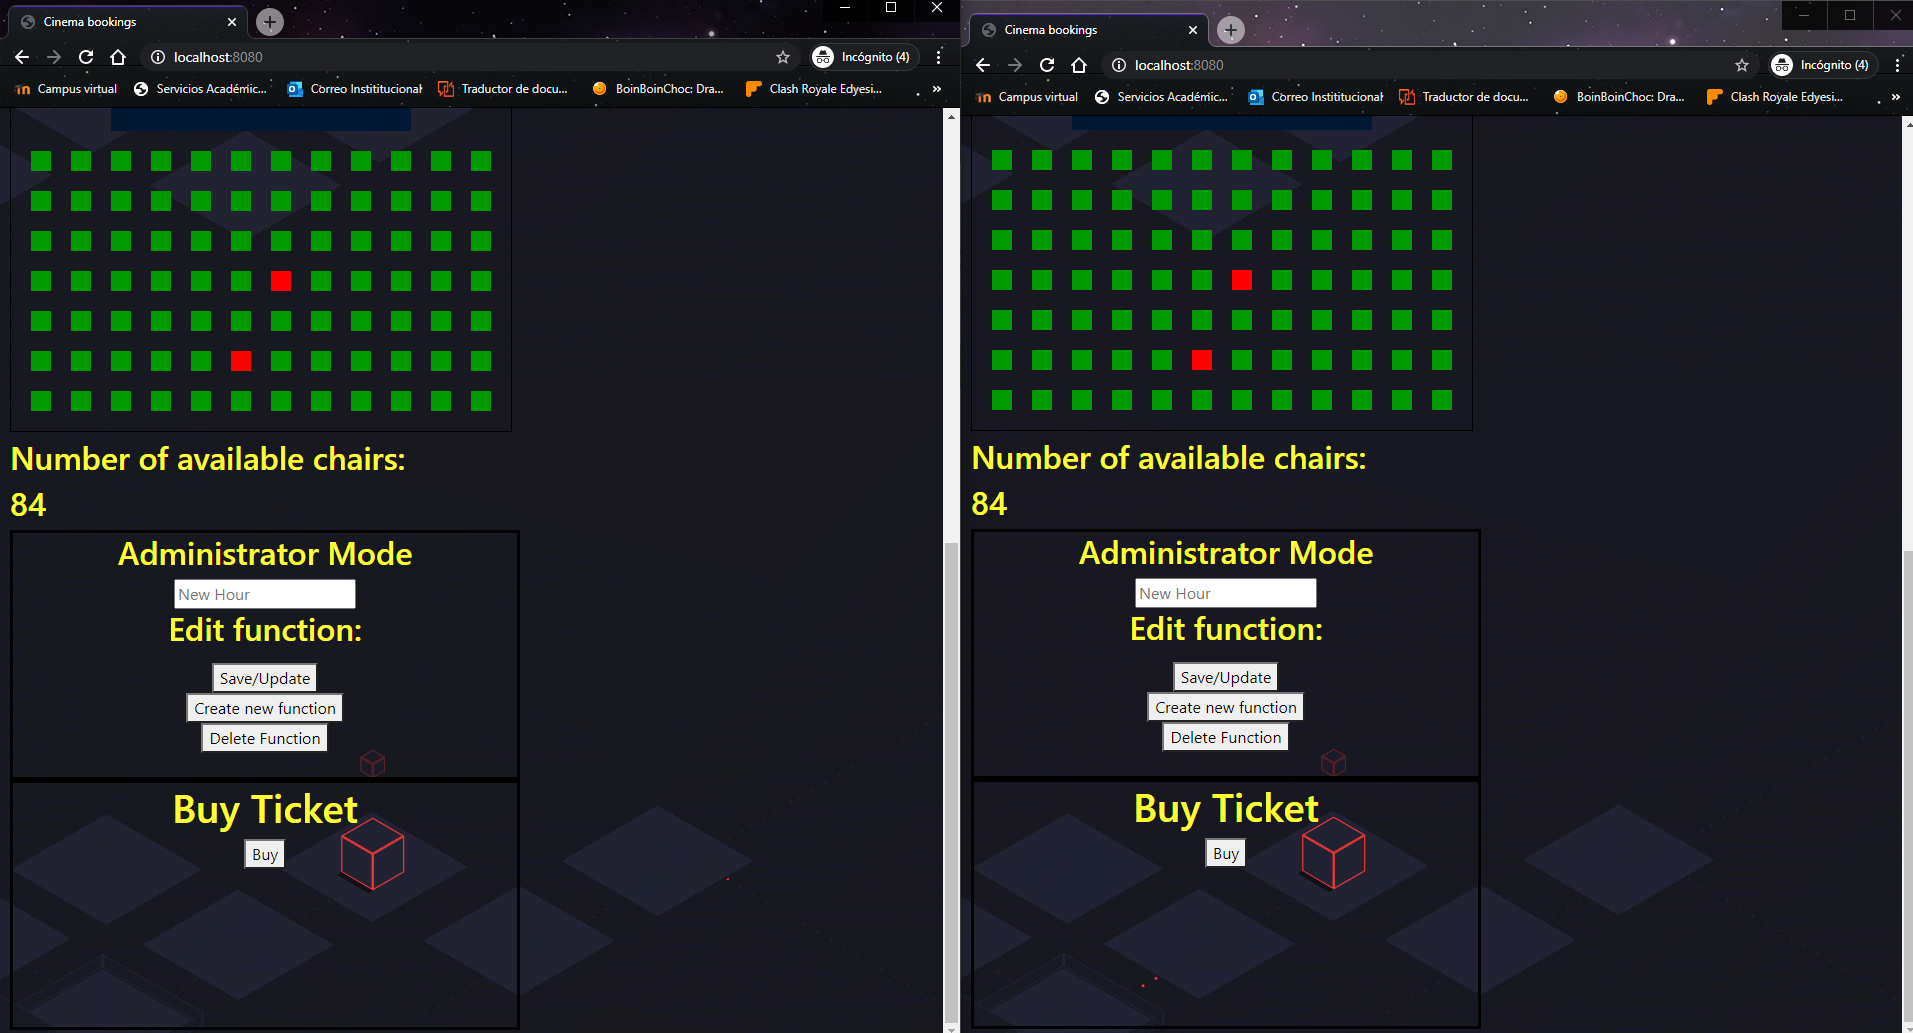 Cinema bookings
localhost:8080
Incógnito (4)
Campus virtual
Servicios Académic...
Correo Instititucional
Traductor de docu...
BoinBoinChoc: Dra...
Clash Royale Edyesi...
»
Number of available chairs:
84
Administrator Mode
New Hour
Edit function:
Save/Update
Create new function
Delete Function
Buy Ticket
Buy
Cinema bookings
localhost:8080
Incógnito (4)
Campus virtual
Servicios Académic...
Correo Instititucional
Traductor de docu...
BoinBoinChoc: Dra...
Clash Royale Edyesi...
»
Number of available chairs:
84
Administrator Mode
New Hour
Edit function:
Save/Update
Create new function
Delete Function
Buy Ticket
Buy